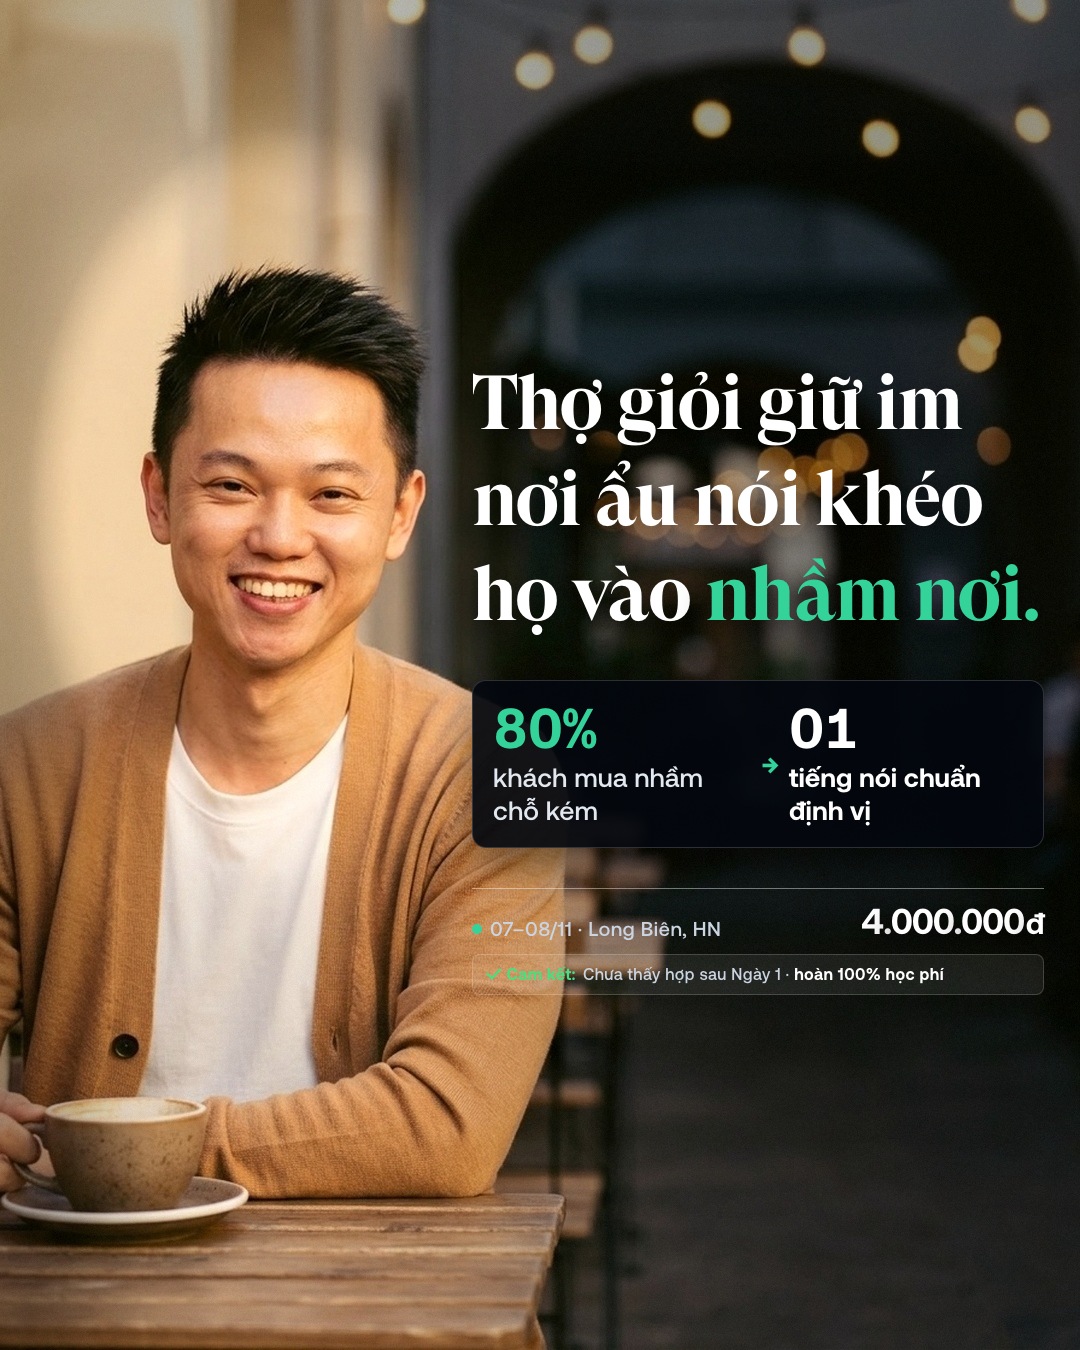 Thợ giỏi giữ im
nơi ẩu nói khéo
họ vào nhầm nơi.
80%
khách mua nhầm
chỗ kém
→
01
tiếng nói chuẩn
định vị
07–08/11 · Long Biên, HN
4.000.000đ
✓ Cam kết: Chưa thấy hợp sau Ngày 1 · hoàn 100% học phí